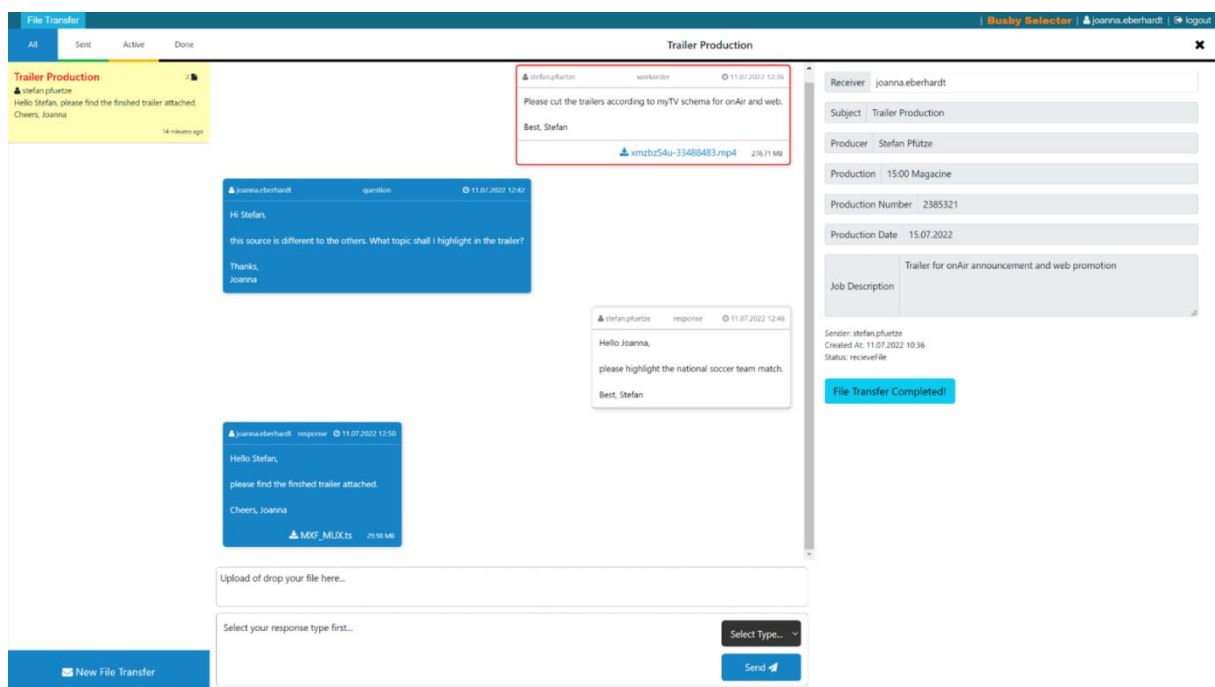 File Transfer
| Busby Selector | joanna.eberhardt | logout
All Sent Active Done
Trailer Production
Trailer Production 2
stefan pfuetze
Hello Stefan, please find the finshed trailer attached.
Cheers, Joanna
14 minutes ago
stefan.pfuetze workorder 11.07.2022 12:36
Please cut the trailers according to myTV schema for onAir and web.
Best, Stefan
xmzbzS4u-33488483.mp4 276.71 MB
joanna.eberhardt question 11.07.2022 12:42
Hi Stefan,
this source is different to the others. What topic shall I highlight in the trailer?
Thanks,
Joanna
stefan.pfuetze response 11.07.2022 12:46
Hello Joanna,
please highlight the national soccer team match.
Best, Stefan
joanna.eberhardt response 11.07.2022 12:50
Hello Stefan,
please find the finshed trailer attached.
Cheers, Joanna
MXF_MUX.ts 29.98 MB
Upload of drop your file here...
Select your response type first...
Select Type...
Send
New File Transfer
Receiver joanna.eberhardt
Subject Trailer Production
Producer Stefan Pfütze
Production 15:00 Magacine
Production Number 2385321
Production Date 15.07.2022
Job Description Trailer for onAir announcement and web promotion
Sender: stefan.pfuetze
Created At: 11.07.2022 10:36
Status: recieveFile
File Transfer Completed!